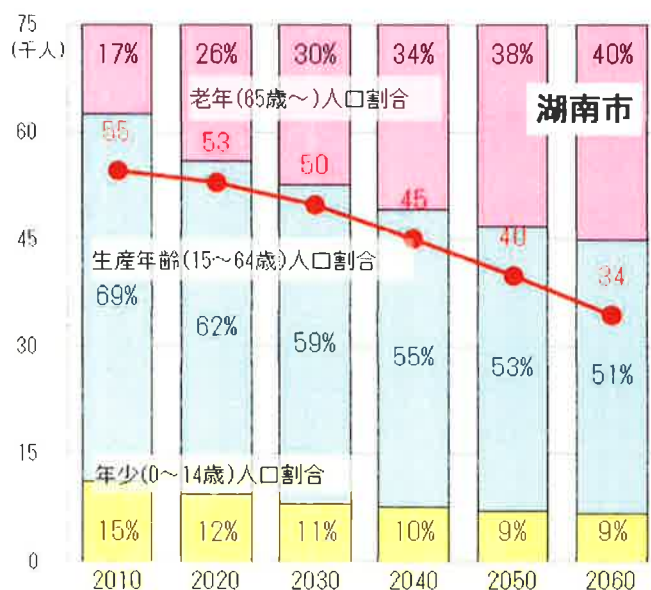 75
(千人)
17% 26% 30% 34% 38% 40%
老年(65歳～)人口割合
湖南市
60
55 53 50 45 40 34
45
生産年齢(15～64歳)人口割合
69% 62% 59% 55% 53% 51%
30
15
年少(0～14歳)人口割合
15% 12% 11% 10% 9% 9%
0
2010 2020 2030 2040 2050 2060